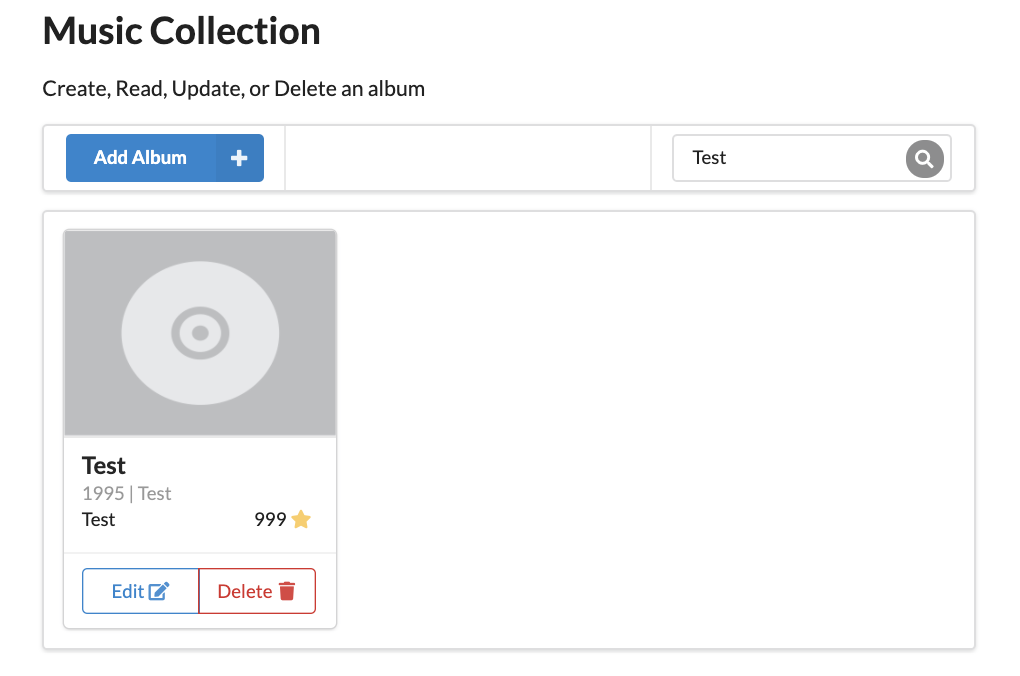 Music Collection
Create, Read, Update, or Delete an album
Add Album
Test
Test
1995 | Test
Test 999
Edit Delete